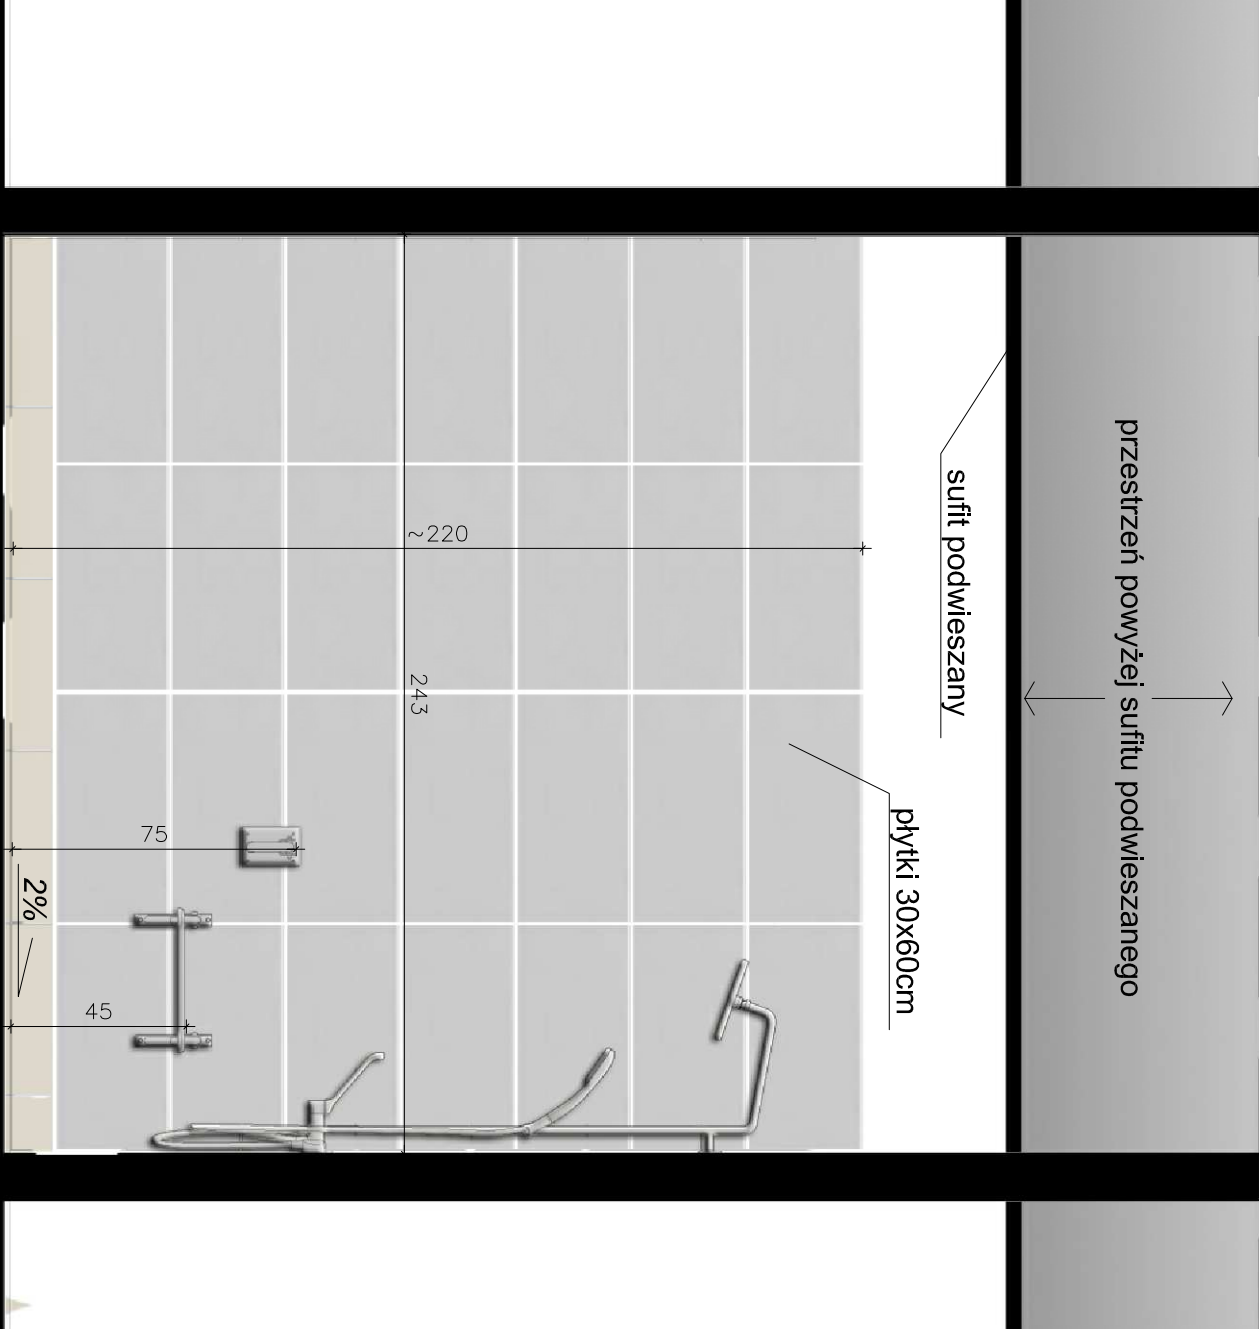 przestrzeń powyżej sufitu podwieszanego
sufit podwieszany
płytki 30x60cm
~220
243
75
2%
45